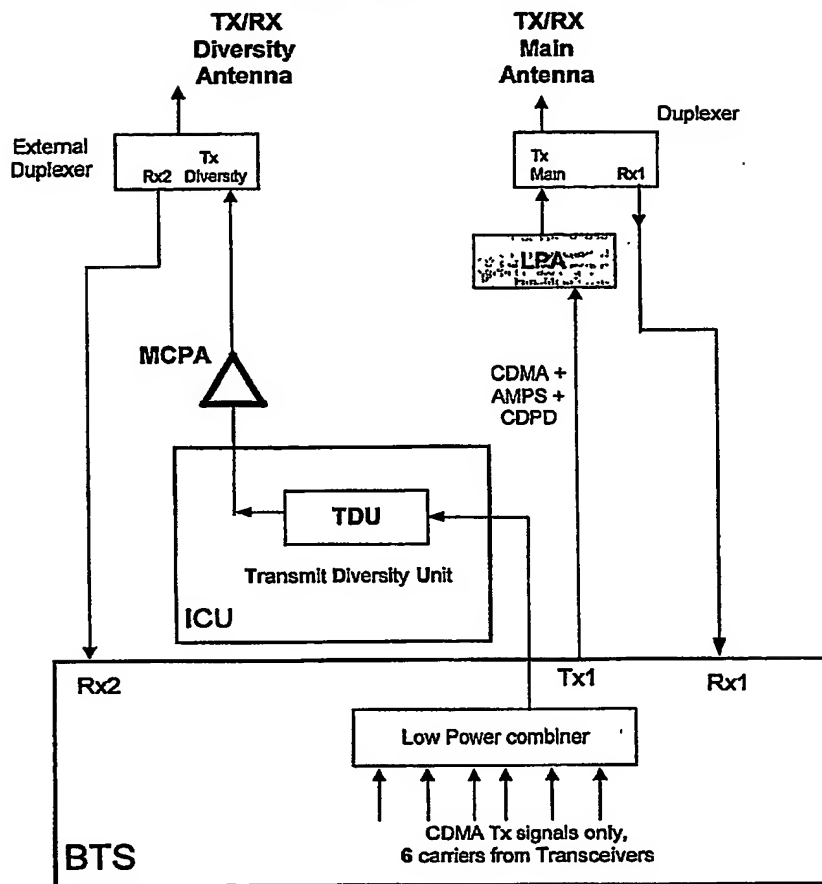 TX/RX
Diversity
Antenna
TX/RX
Main
Antenna
External
Duplexer
Tx
Rx2 Diversity
Duplexer
Tx
Main
Rx1
LPA
MCPA
CDMA +
AMPS +
CDPD
TDU
Transmit Diversity Unit
ICU
Rx2
Tx1
Rx1
Low Power combiner
CDMA Tx signals only,
6 carriers from Transceivers
BTS